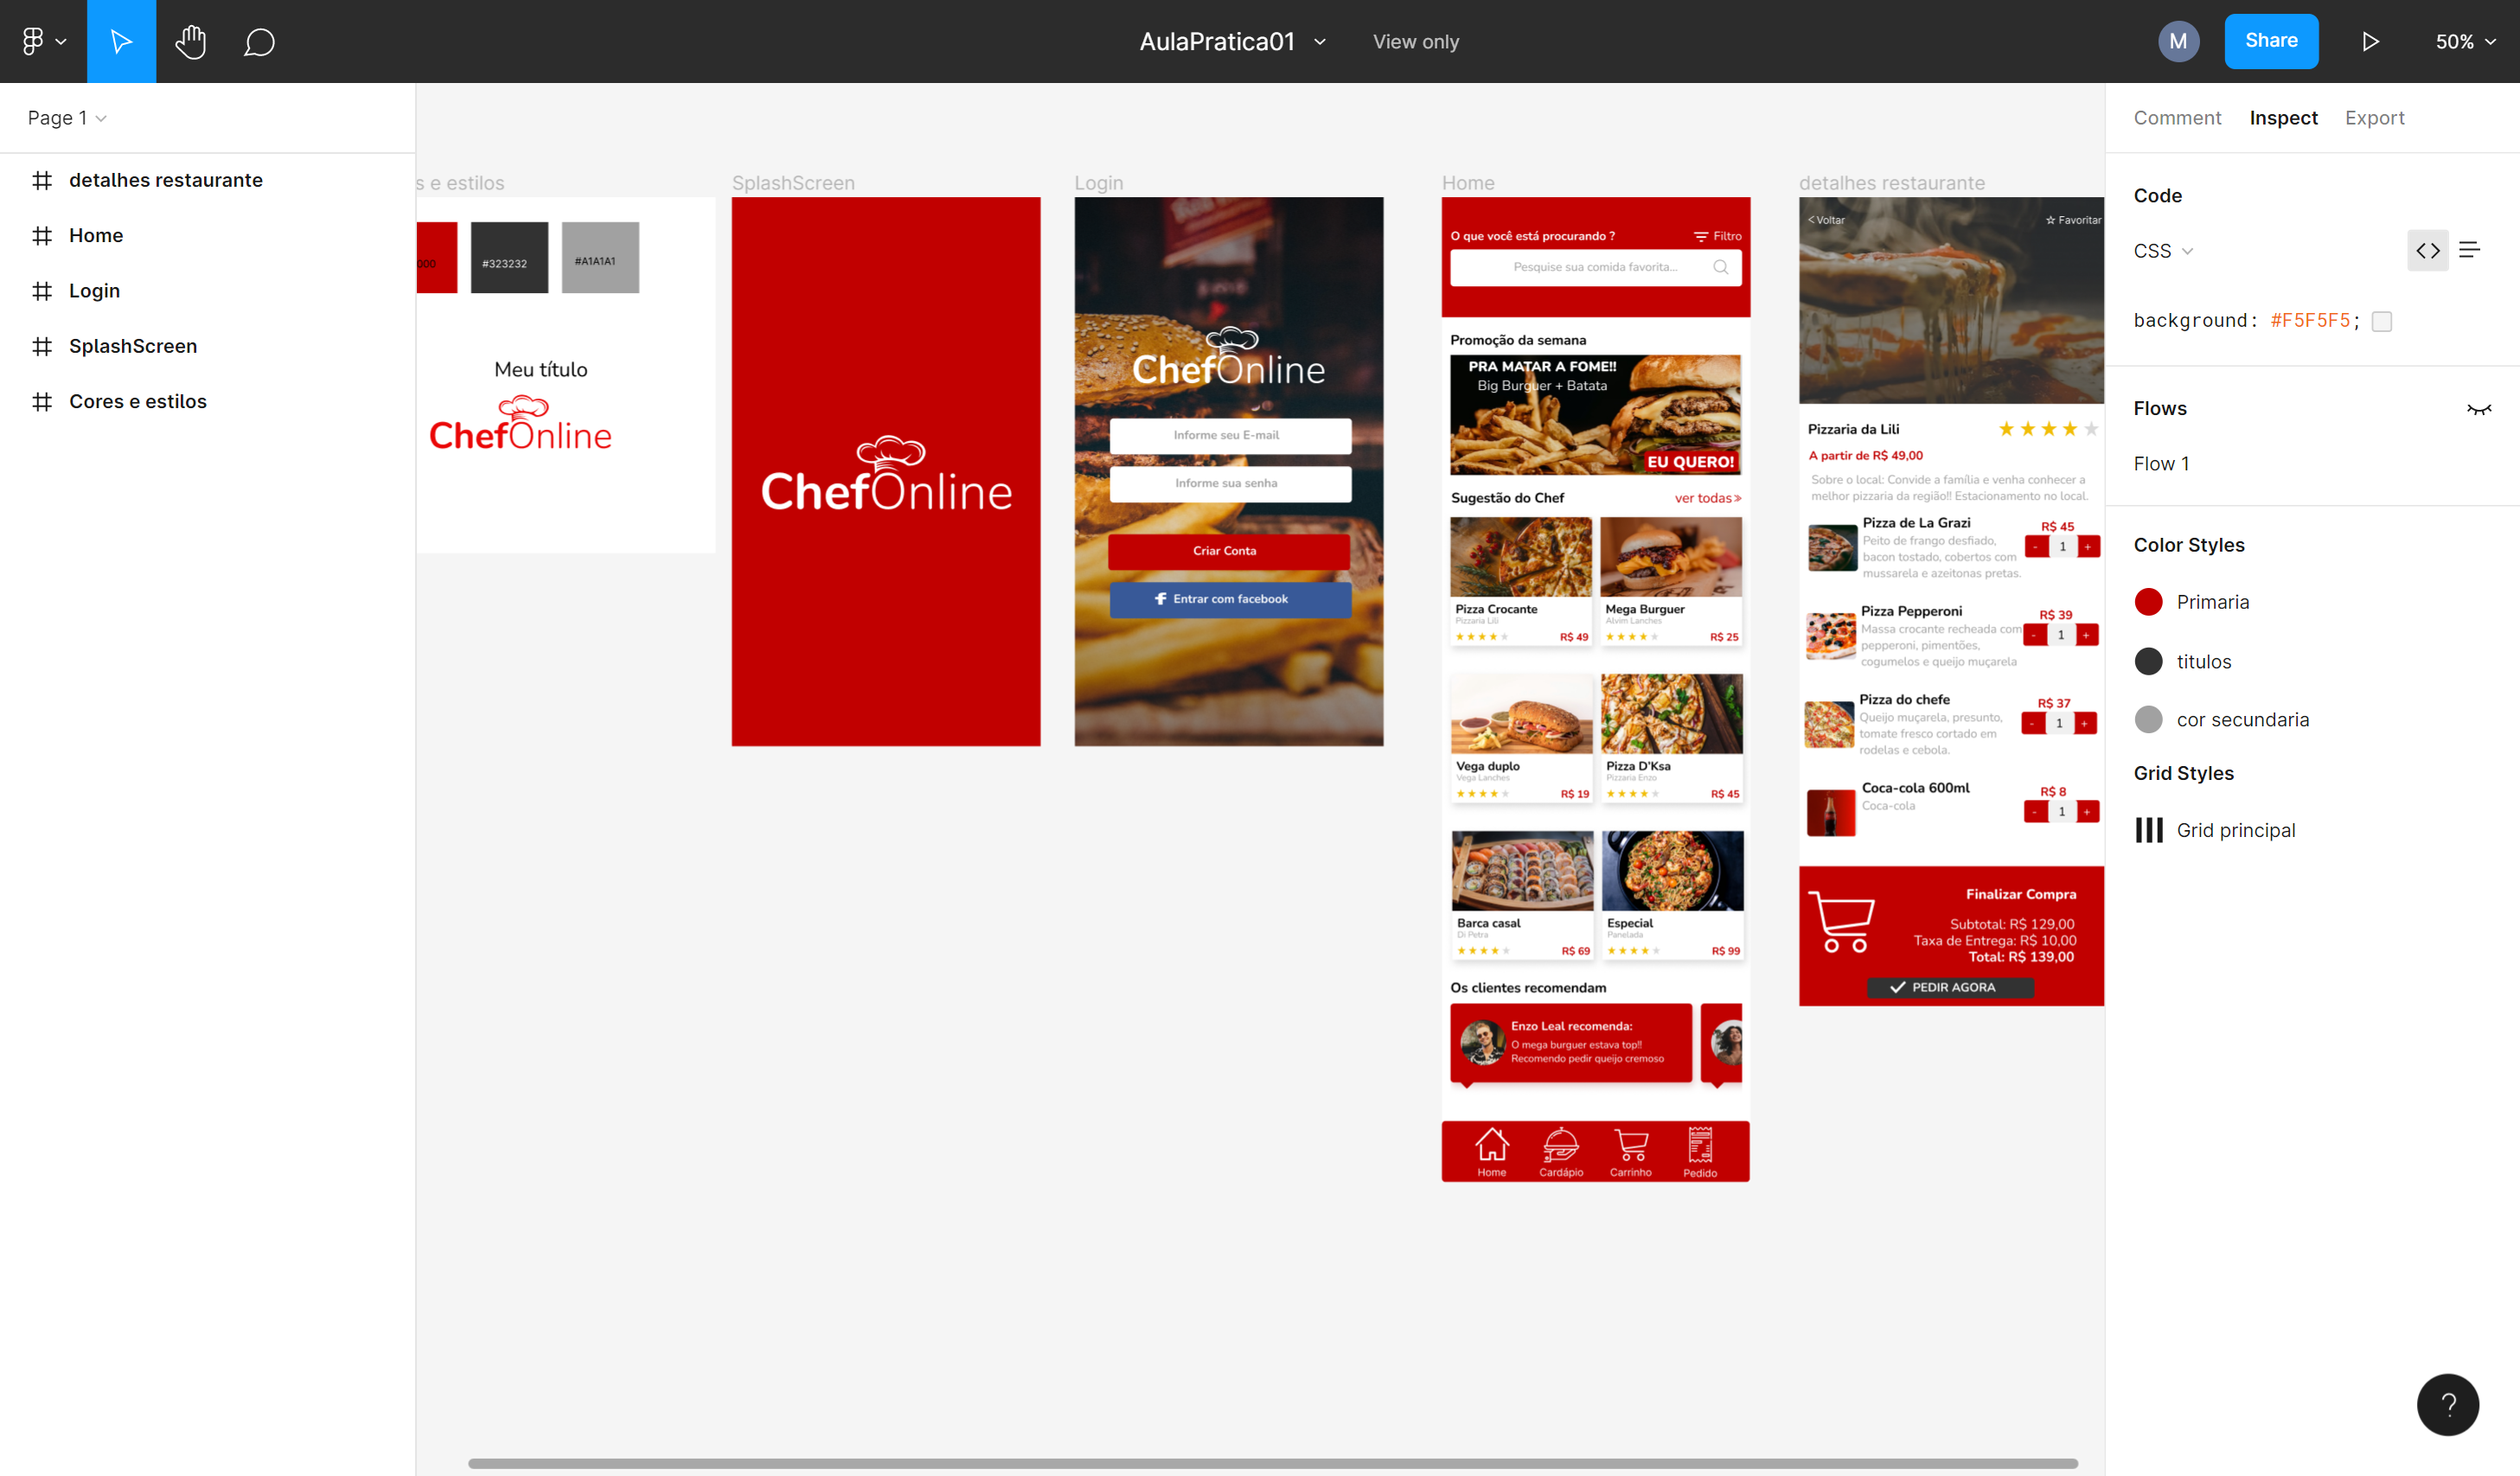 AulaPratica01
View only
M
Share
50%
Page 1
detalhes restaurante
Home
Login
SplashScreen
Cores e estilos
s e estilos
000
#323232
#A1A1A1
Meu título
ChefOnline
SplashScreen
ChefOnline
Login
ChefOnline
Informe seu E-mail
Informe sua senha
Criar Conta
f Entrar com facebook
Home
O que você está procurando ?
Filtro
Pesquise sua comida favorita...
Promoção da semana
PRA MATAR A FOME!!
Big Burguer + Batata
EU QUERO!
Sugestão do Chef
ver todas»
Pizza Crocante
Pizzaria Lili
R$ 49
Mega Burguer
Alvim Lanches
R$ 25
Vega duplo
Vega Lanches
R$ 19
Pizza D'Ksa
Pizzaria Enzo
R$ 45
Barca casal
Di Petra
R$ 69
Especial
Panelada
R$ 99
Os clientes recomendam
Enzo Leal recomenda:
O mega burguer estava top!!
Recomendo pedir queijo cremoso
Home
Cardápio
Carrinho
Pedido
detalhes restaurante
< Voltar
☆ Favoritar
Pizzaria da Lili
A partir de R$ 49,00
Sobre o local: Convide a família e venha conhecer a
melhor pizzaria da região!! Estacionamento no local.
Pizza de La Grazi
R$ 45
Peito de frango desfiado,
bacon tostado, cobertos com
mussarela e azeitonas pretas.
- 1 +
Pizza Pepperoni
R$ 39
Massa crocante recheada com
pepperoni, pimentões,
cogumelos e queijo muçarela
- 1 +
Pizza do chefe
R$ 37
Queijo muçarela, presunto,
tomate fresco cortado em
rodelas e cebola.
- 1 +
Coca-cola 600ml
R$ 8
Coca-cola
- 1 +
Finalizar Compra
Subtotal: R$ 129,00
Taxa de Entrega: R$ 10,00
Total: R$ 139,00
PEDIR AGORA
Comment
Inspect
Export
Code
CSS
background: #F5F5F5;
Flows
Flow 1
Color Styles
Primaria
titulos
cor secundaria
Grid Styles
Grid principal
?